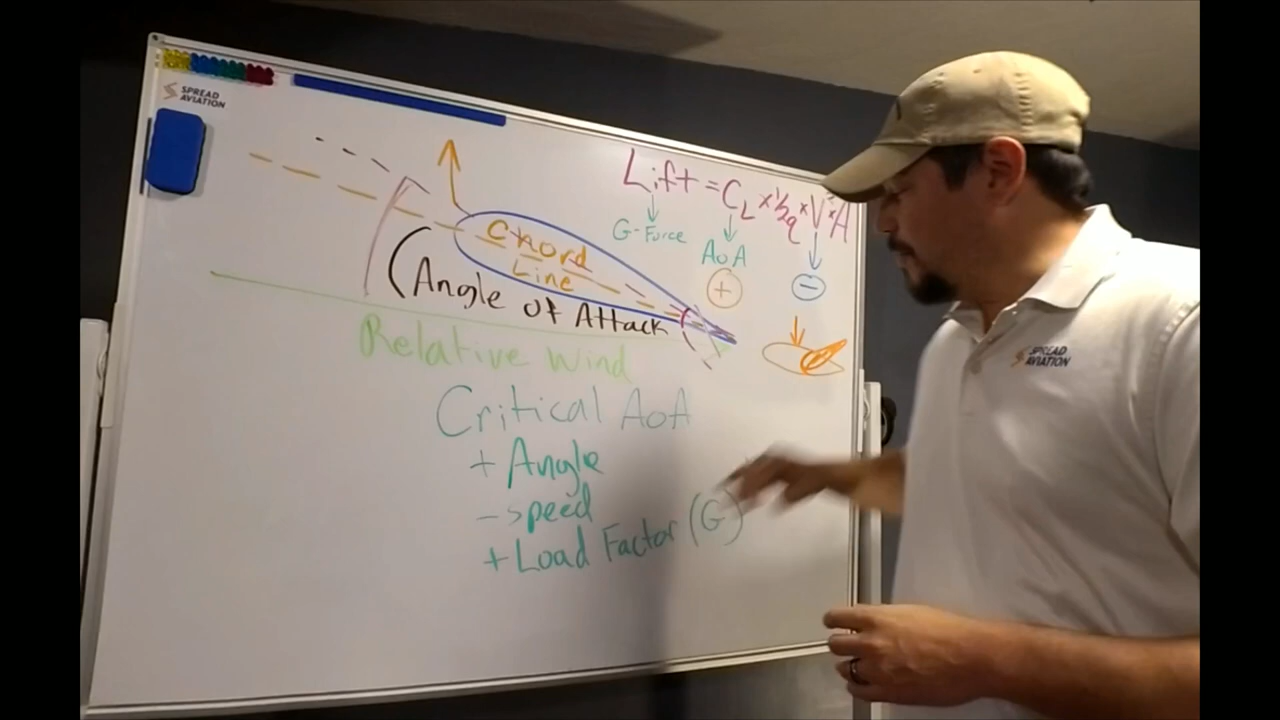 SPREAD
AVIATION
Lift = CL × ½q × V² × A
G-Force
AoA
+
−
Chord
Line
(Angle of Attack
Relative Wind
Critical AoA
+ Angle
- speed
+ Load Factor (G)
SPREAD
AVIATION